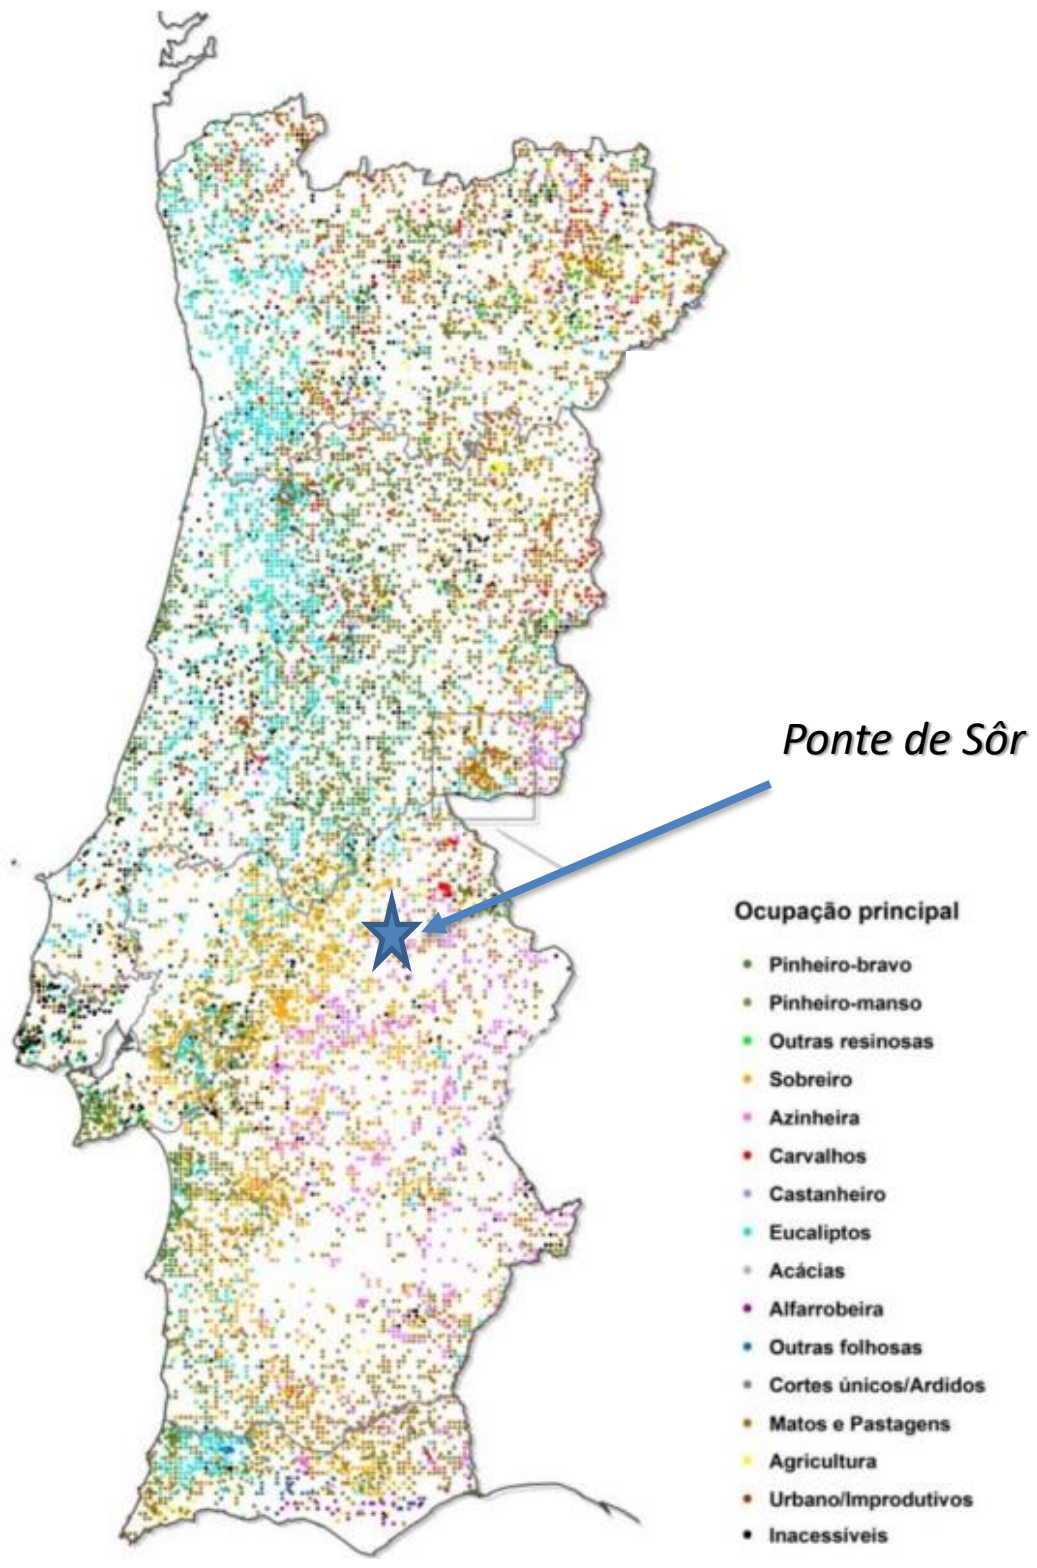 Ponte de Sôr
Ocupação principal
Pinheiro-bravo
Pinheiro-manso
Outras resinosas
Sobreiro
Azinheira
Carvalhos
Castanheiro
Eucaliptos
Acácias
Alfarrobeira
Outras folhosas
Cortes únicos/Ardidos
Matos e Pastagens
Agricultura
Urbano/Improdutivos
Inacessíveis